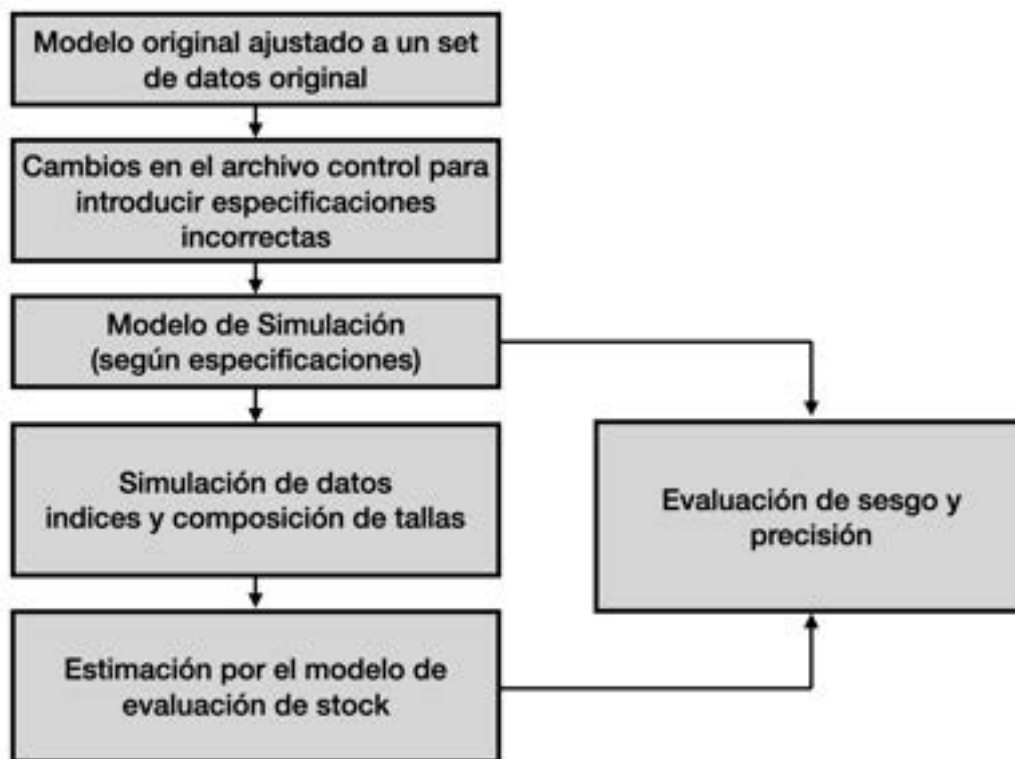 Modelo original ajustado a un set
de datos original
Cambios en el archivo control para
introducir especificaciones
incorrectas
Modelo de Simulación
(según especificaciones)
Simulación de datos
indices y composición de tallas
Estimación por el modelo de
evaluación de stock
Evaluación de sesgo y
precisión